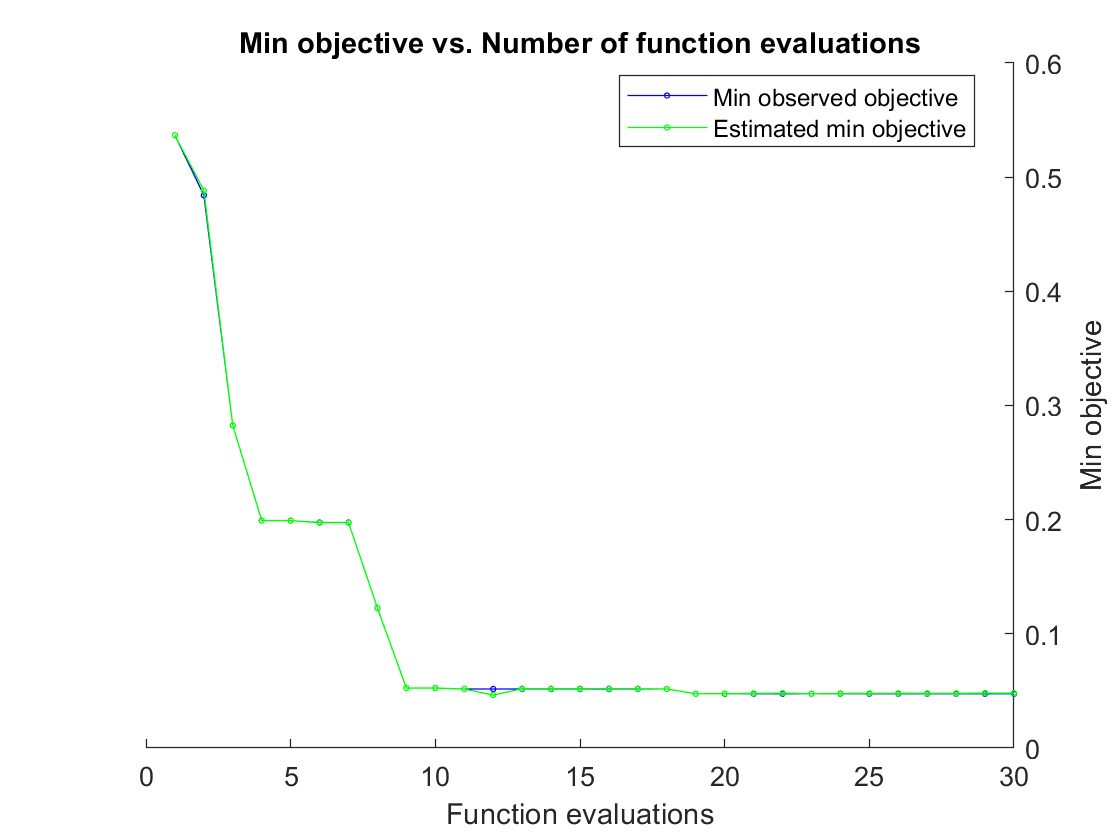 Min objective vs. Number of function evaluations
Min observed objective
Estimated min objective
0.6
0.5
0.4
0.3
0.2
0.1
0
Min objective
0 5 10 15 20 25 30
Function evaluations